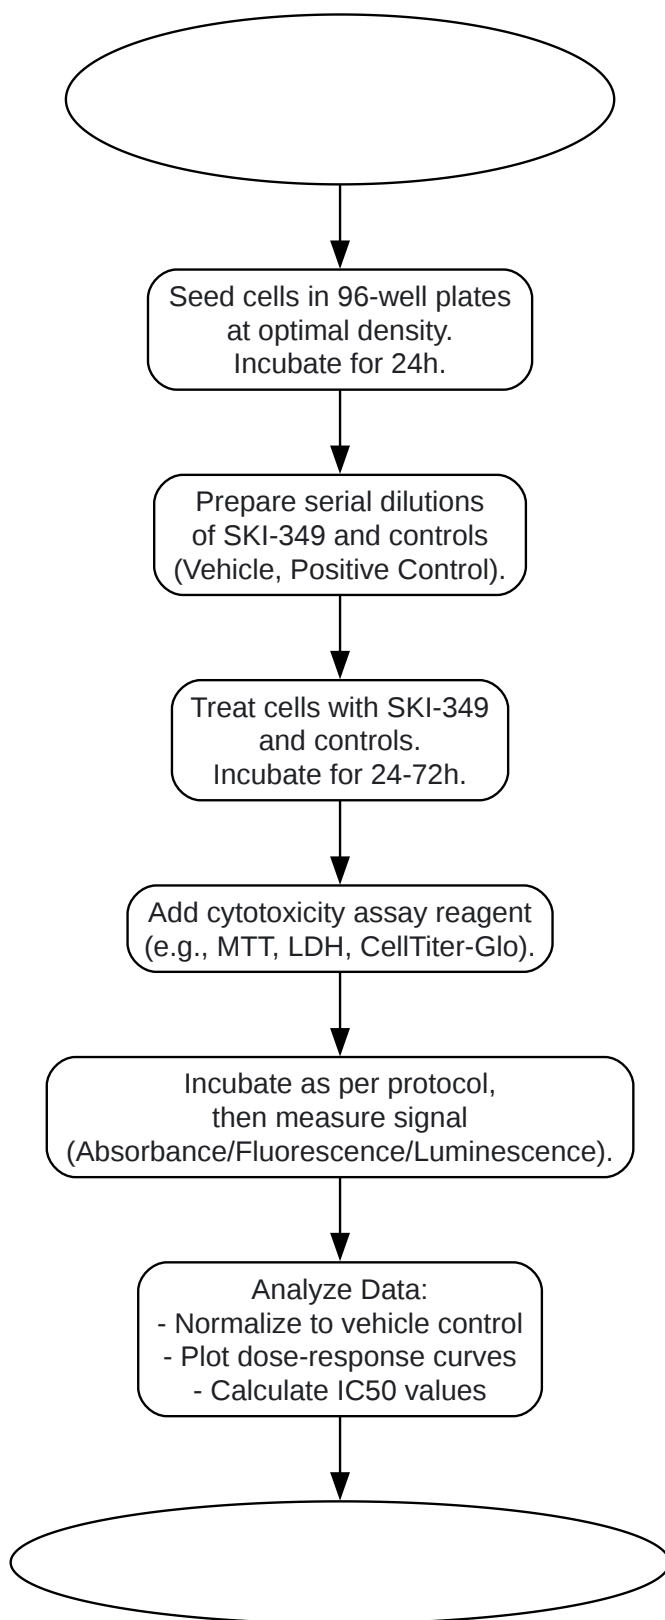 Seed cells in 96-well plates
at optimal density.
Incubate for 24h.
Prepare serial dilutions
of SKI-349 and controls
(Vehicle, Positive Control).
Treat cells with SKI-349
and controls.
Incubate for 24-72h.
Add cytotoxicity assay reagent
(e.g., MTT, LDH, CellTiter-Glo).
Incubate as per protocol,
then measure signal
(Absorbance/Fluorescence/Luminescence).
Analyze Data:
- Normalize to vehicle control
- Plot dose-response curves
- Calculate IC50 values